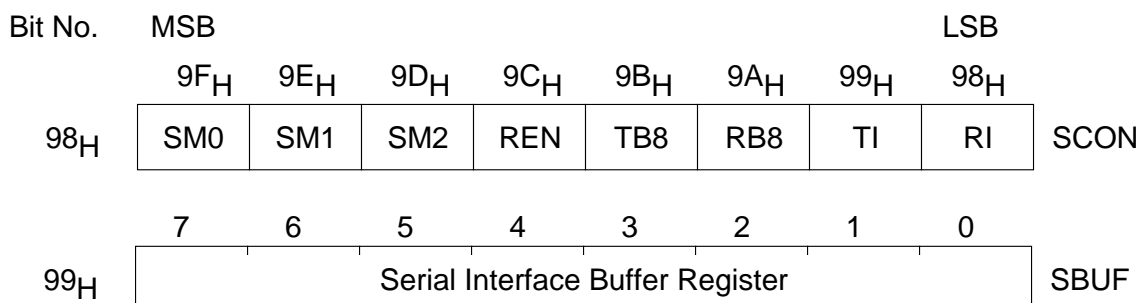 Bit No. MSB LSB
9FH 9EH 9DH 9CH 9BH 9AH 99H 98H
98H SM0 SM1 SM2 REN TB8 RB8 TI RI SCON
7 6 5 4 3 2 1 0
99H Serial Interface Buffer Register SBUF